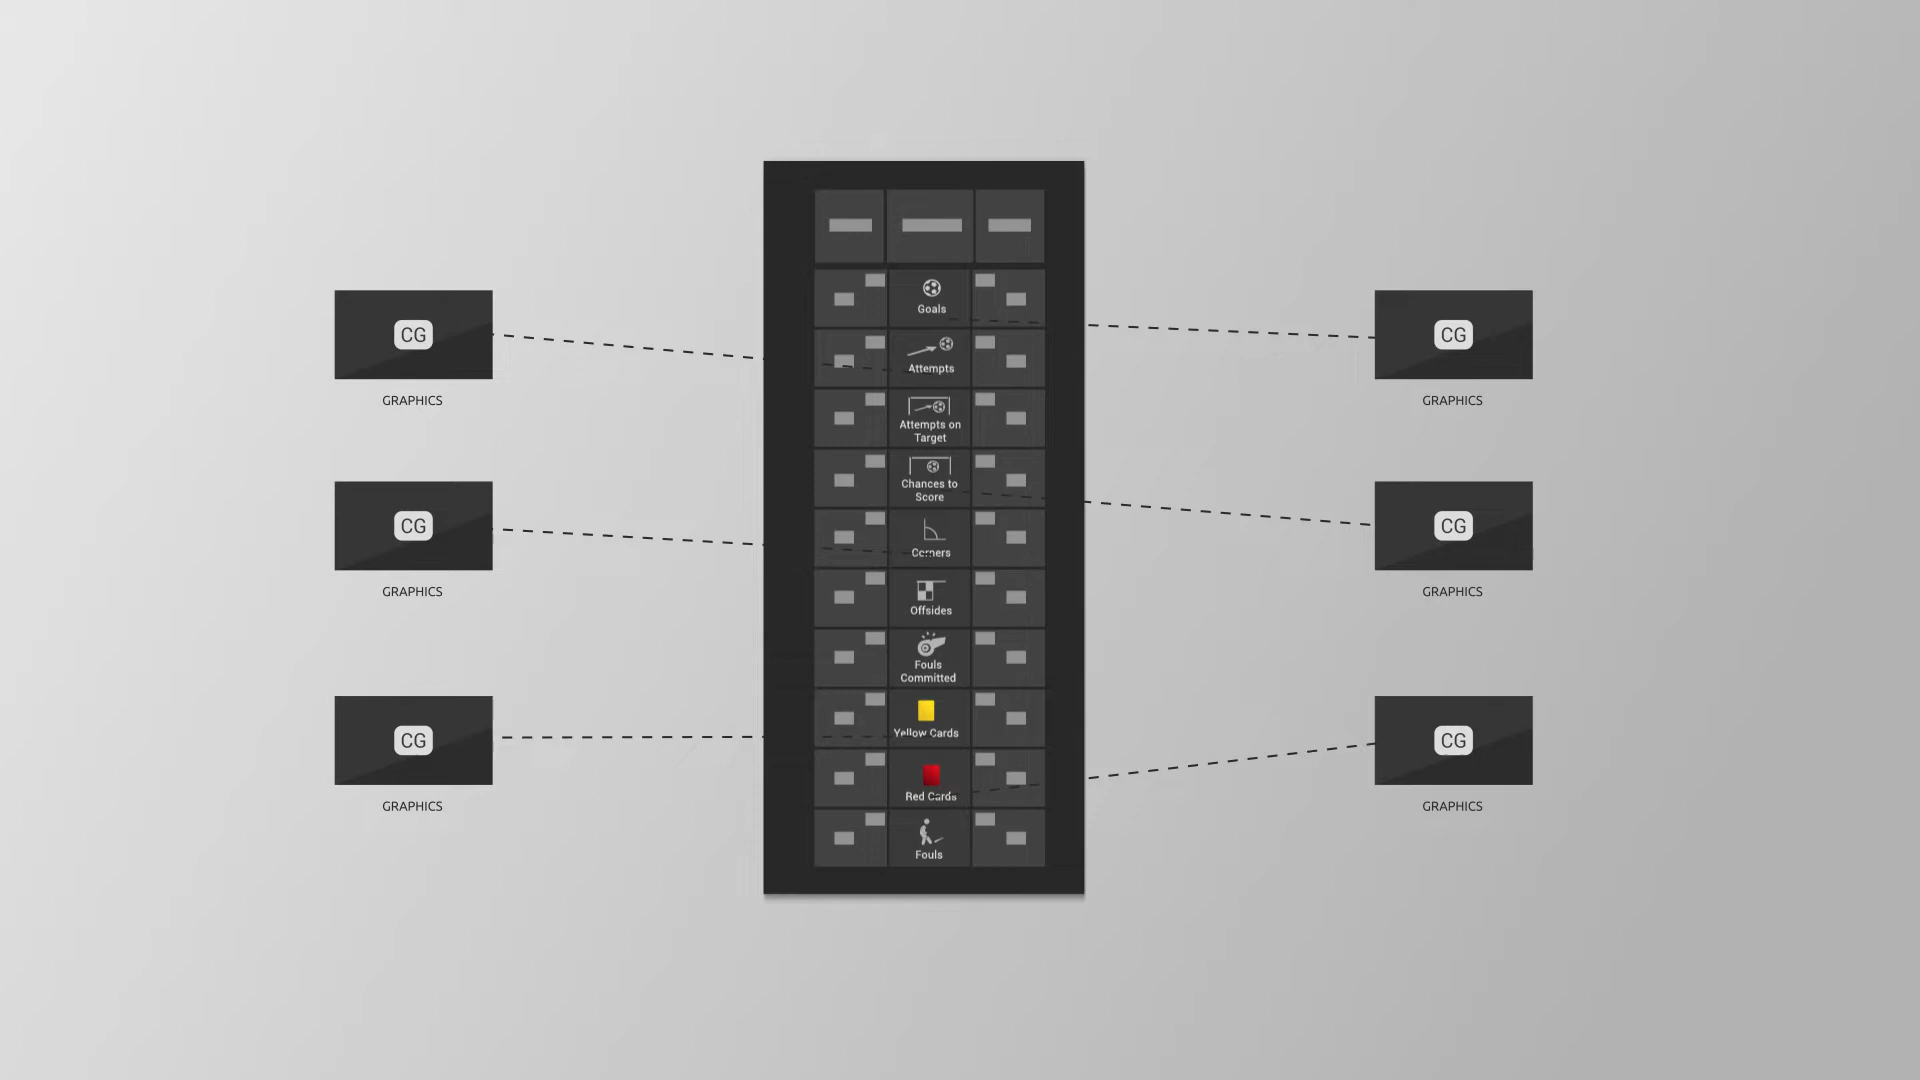 Goals
CG
GRAPHICS
CG
GRAPHICS
Attempts
Attempts on
Target
Chances to
Score
CG
GRAPHICS
CG
GRAPHICS
Corners
Offsides
Fouls
Committed
Yellow Cards
CG
GRAPHICS
CG
GRAPHICS
Red Cards
Fouls